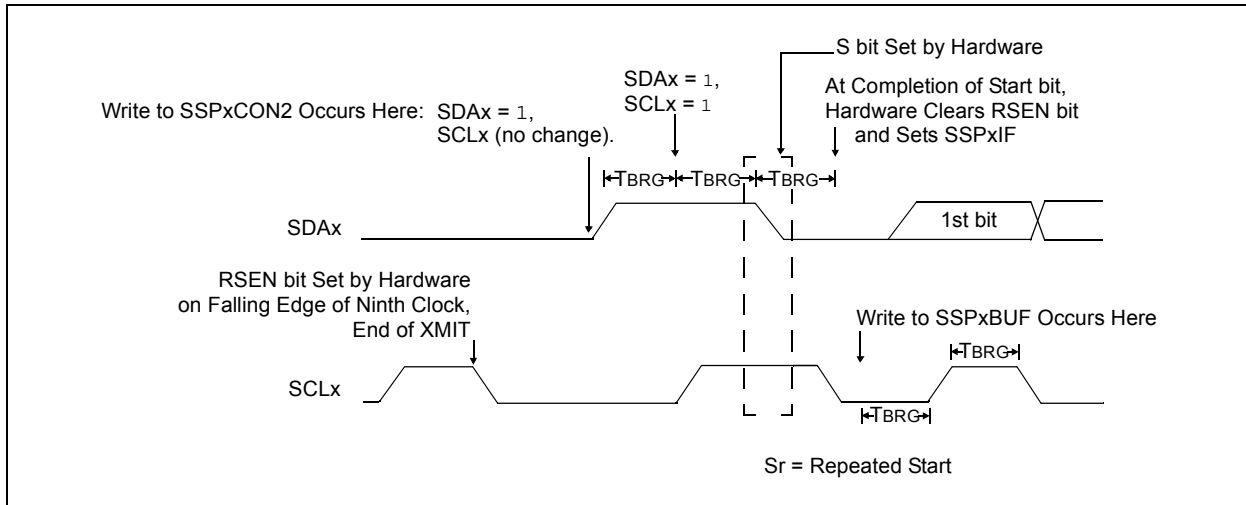 S bit Set by Hardware
SDAx = 1,
SCLx = 1
At Completion of Start bit,
Hardware Clears RSEN bit
and Sets SSPxIF
Write to SSPxCON2 Occurs Here: SDAx = 1,
SCLx (no change).
TBRG TBRG TBRG
SDAx
1st bit
RSEN bit Set by Hardware
on Falling Edge of Ninth Clock,
End of XMIT
Write to SSPxBUF Occurs Here
TBRG
SCLx
TBRG
Sr = Repeated Start